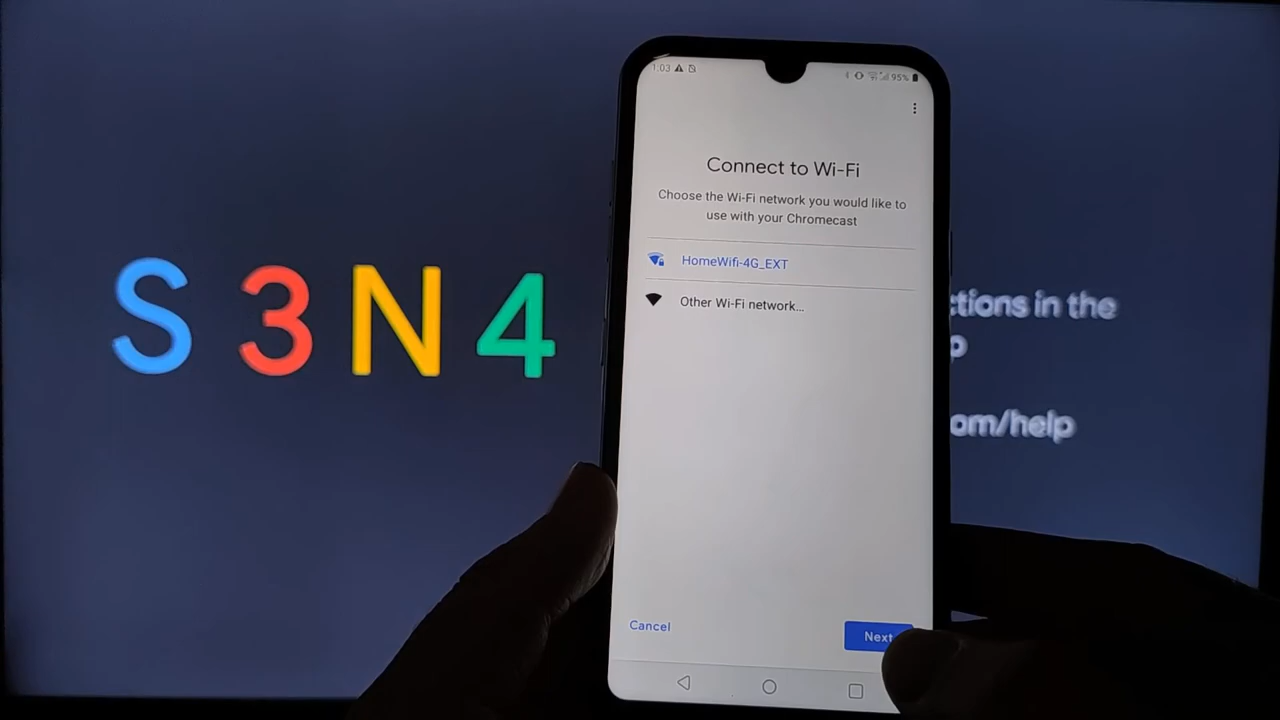 S 3 N 4
ctions in the
om/help
1:03
95%
Connect to Wi-Fi
Choose the Wi-Fi network you would like to
use with your Chromecast
HomeWifi-4G_EXT
Other Wi-Fi network...
Cancel
Next